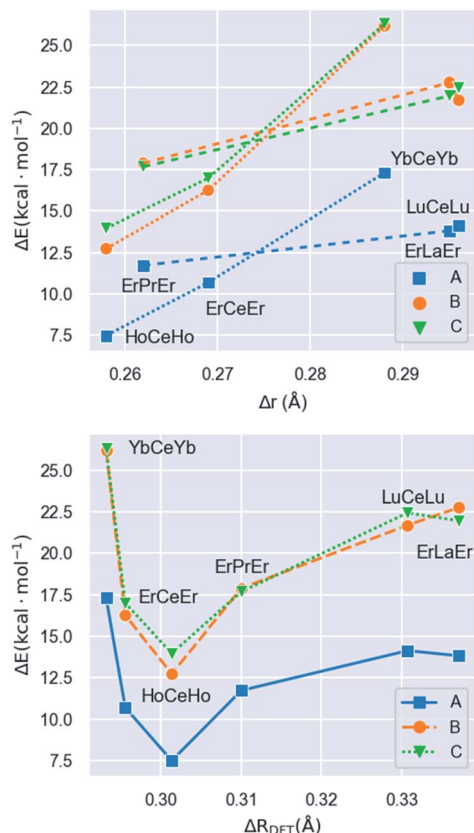 25.0
22.5
20.0
17.5
15.0
12.5
10.0
7.5
ΔE(kcal · mol⁻¹)
YbCeYb
LuCeLu
ErLaEr
ErPrEr
ErCeEr
HoCeHo
A
B
C
0.26
0.27
0.28
0.29
Δr (Å)
25.0
22.5
20.0
17.5
15.0
12.5
10.0
7.5
ΔE(kcal · mol⁻¹)
YbCeYb
LuCeLu
ErPrEr
ErLaEr
ErCeEr
HoCeHo
A
B
C
0.30
0.31
0.32
0.33
ΔR_DFT(Å)